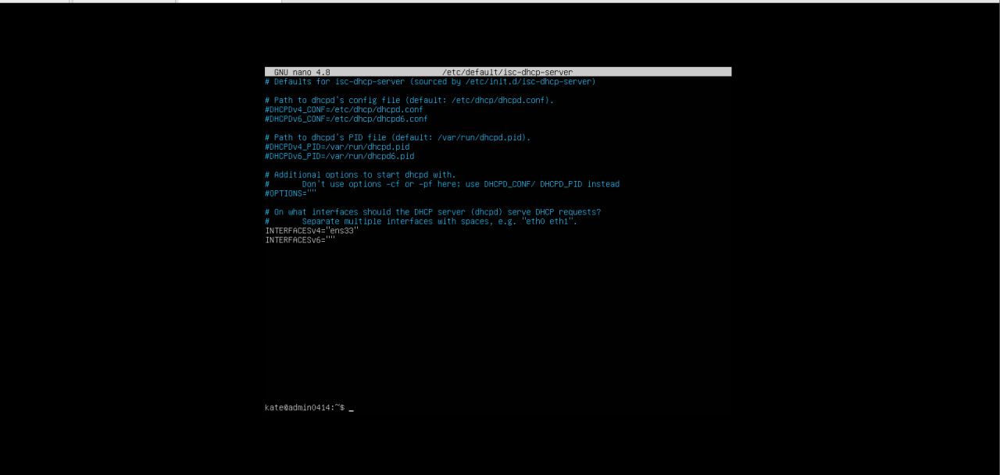 GNU nano 4.8 /etc/default/isc-dhcp-server
# Defaults for isc-dhcp-server (sourced by /etc/init.d/isc-dhcp-server)
# Path to dhcpd's config file (default: /etc/dhcp/dhcpd.conf).
#DHCPDv4_CONF=/etc/dhcp/dhcpd.conf
#DHCPDv6_CONF=/etc/dhcp/dhcpd6.conf
# Path to dhcpd's PID file (default: /var/run/dhcpd.pid).
#DHCPDv4_PID=/var/run/dhcpd.pid
#DHCPDv6_PID=/var/run/dhcpd6.pid
# Additional options to start dhcpd with.
#       Don't use options -cf or -pf here; use DHCPD_CONF/ DHCPD_PID instead
#OPTIONS=""
# On what interfaces should the DHCP server (dhcpd) serve DHCP requests?
#       Separate multiple interfaces with spaces, e.g. "eth0 eth1".
INTERFACESv4="ens33"
INTERFACESv6=""
kate@admin0414:~$ _